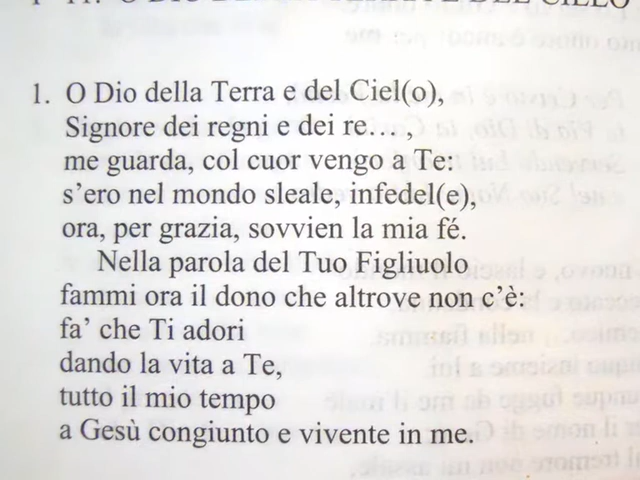 1. O Dio della Terra e del Ciel(o),
Signore dei regni e dei re.…
me guarda, col cuor vengo a Te:
s’ero nel mondo sleale, infedel(e),
ora, per grazia, sovvien la mia fé.
Nella parola del Tuo Figliuolo
fammi ora il dono che altrove non c’è:
fa’ che Ti adori
dando la vita a Te,
tutto il mio tempo
a Gesù congiunto e vivente in me.